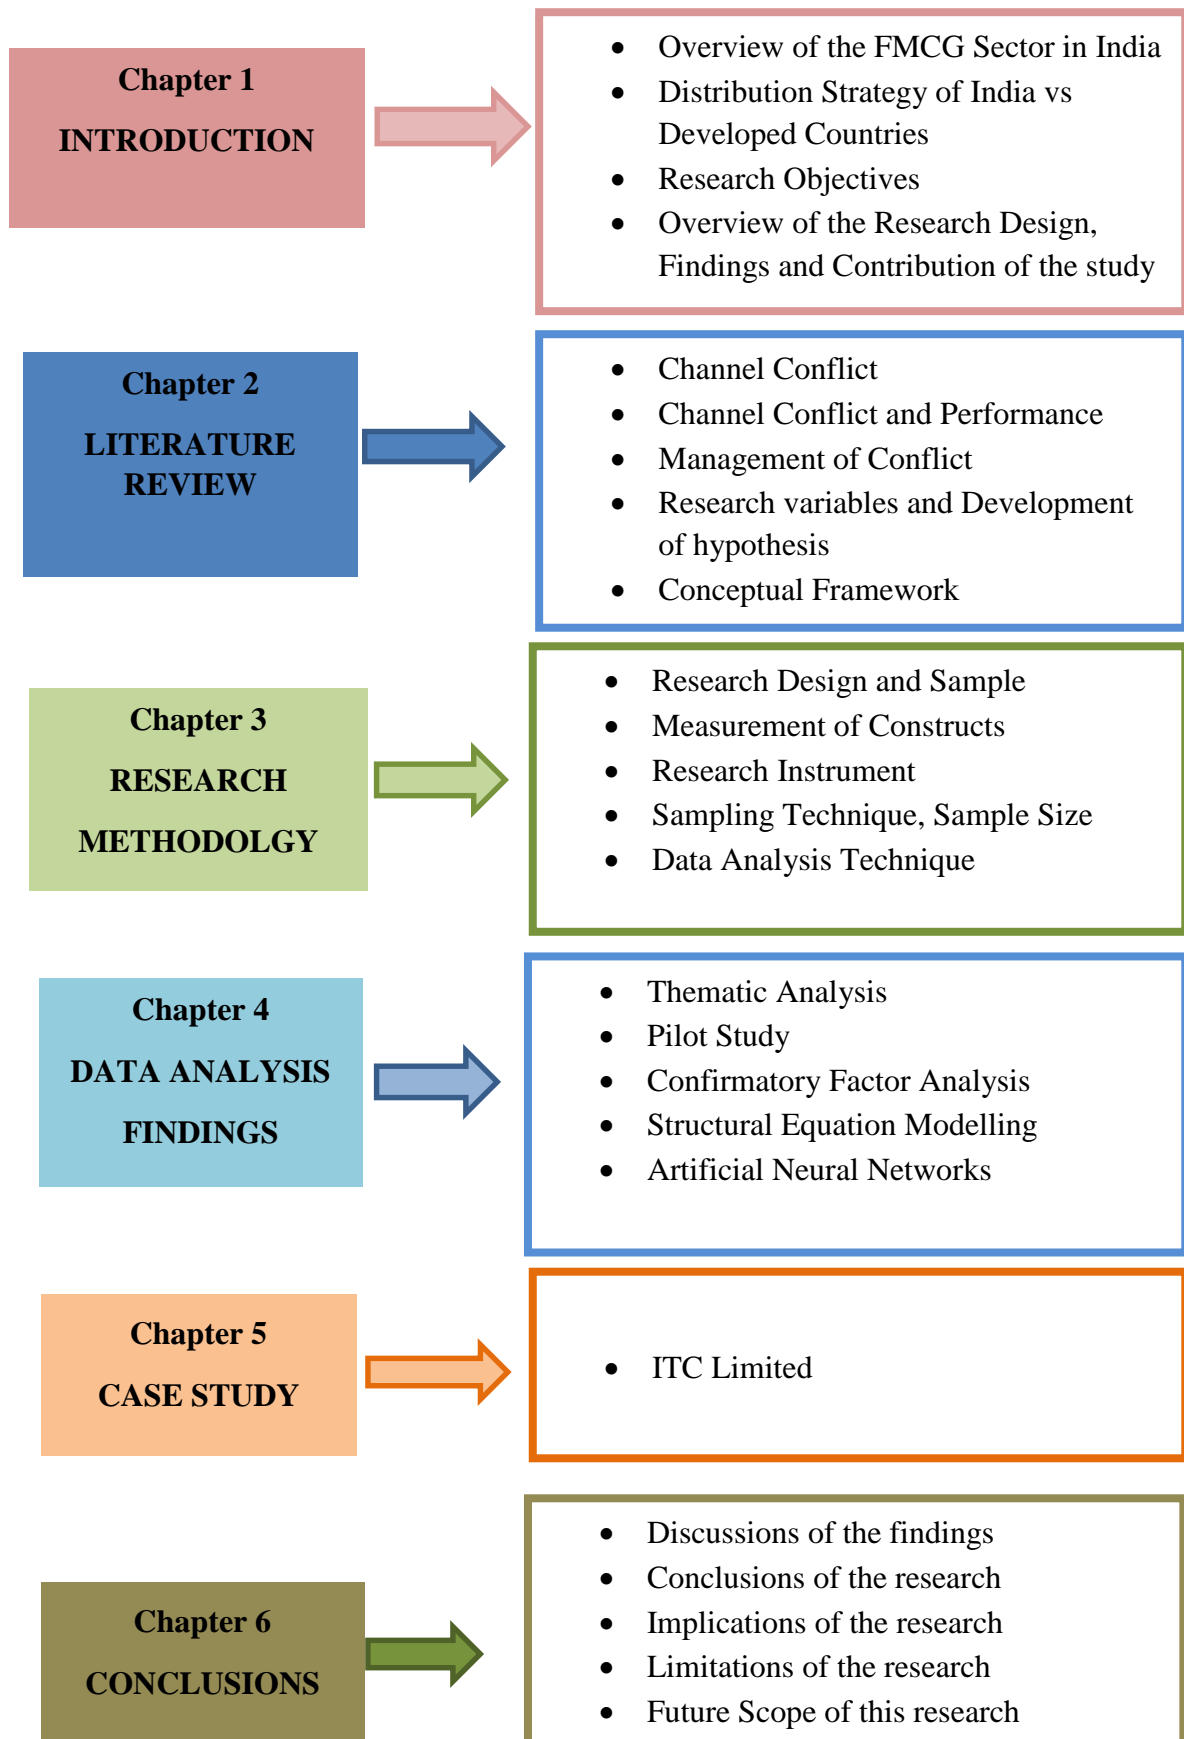 Chapter 1
INTRODUCTION
• Overview of the FMCG Sector in India
• Distribution Strategy of India vs
Developed Countries
• Research Objectives
• Overview of the Research Design,
Findings and Contribution of the study
Chapter 2
LITERATURE
REVIEW
• Channel Conflict
• Channel Conflict and Performance
• Management of Conflict
• Research variables and Development
of hypothesis
• Conceptual Framework
Chapter 3
RESEARCH
METHODOLGY
• Research Design and Sample
• Measurement of Constructs
• Research Instrument
• Sampling Technique, Sample Size
• Data Analysis Technique
Chapter 4
DATA ANALYSIS
FINDINGS
• Thematic Analysis
• Pilot Study
• Confirmatory Factor Analysis
• Structural Equation Modelling
• Artificial Neural Networks
Chapter 5
CASE STUDY
• ITC Limited
Chapter 6
CONCLUSIONS
• Discussions of the findings
• Conclusions of the research
• Implications of the research
• Limitations of the research
• Future Scope of this research